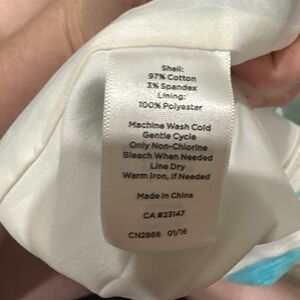 Shell:
97% Cotton
3% Spandex
Lining:
100% Polyester
Machine Wash Cold
Gentle Cycle
Only Non-Chlorine
Bleach When Needed
Line Dry
Warm Iron, If Needed
Made In China
CA #23147
CN2866 01/16